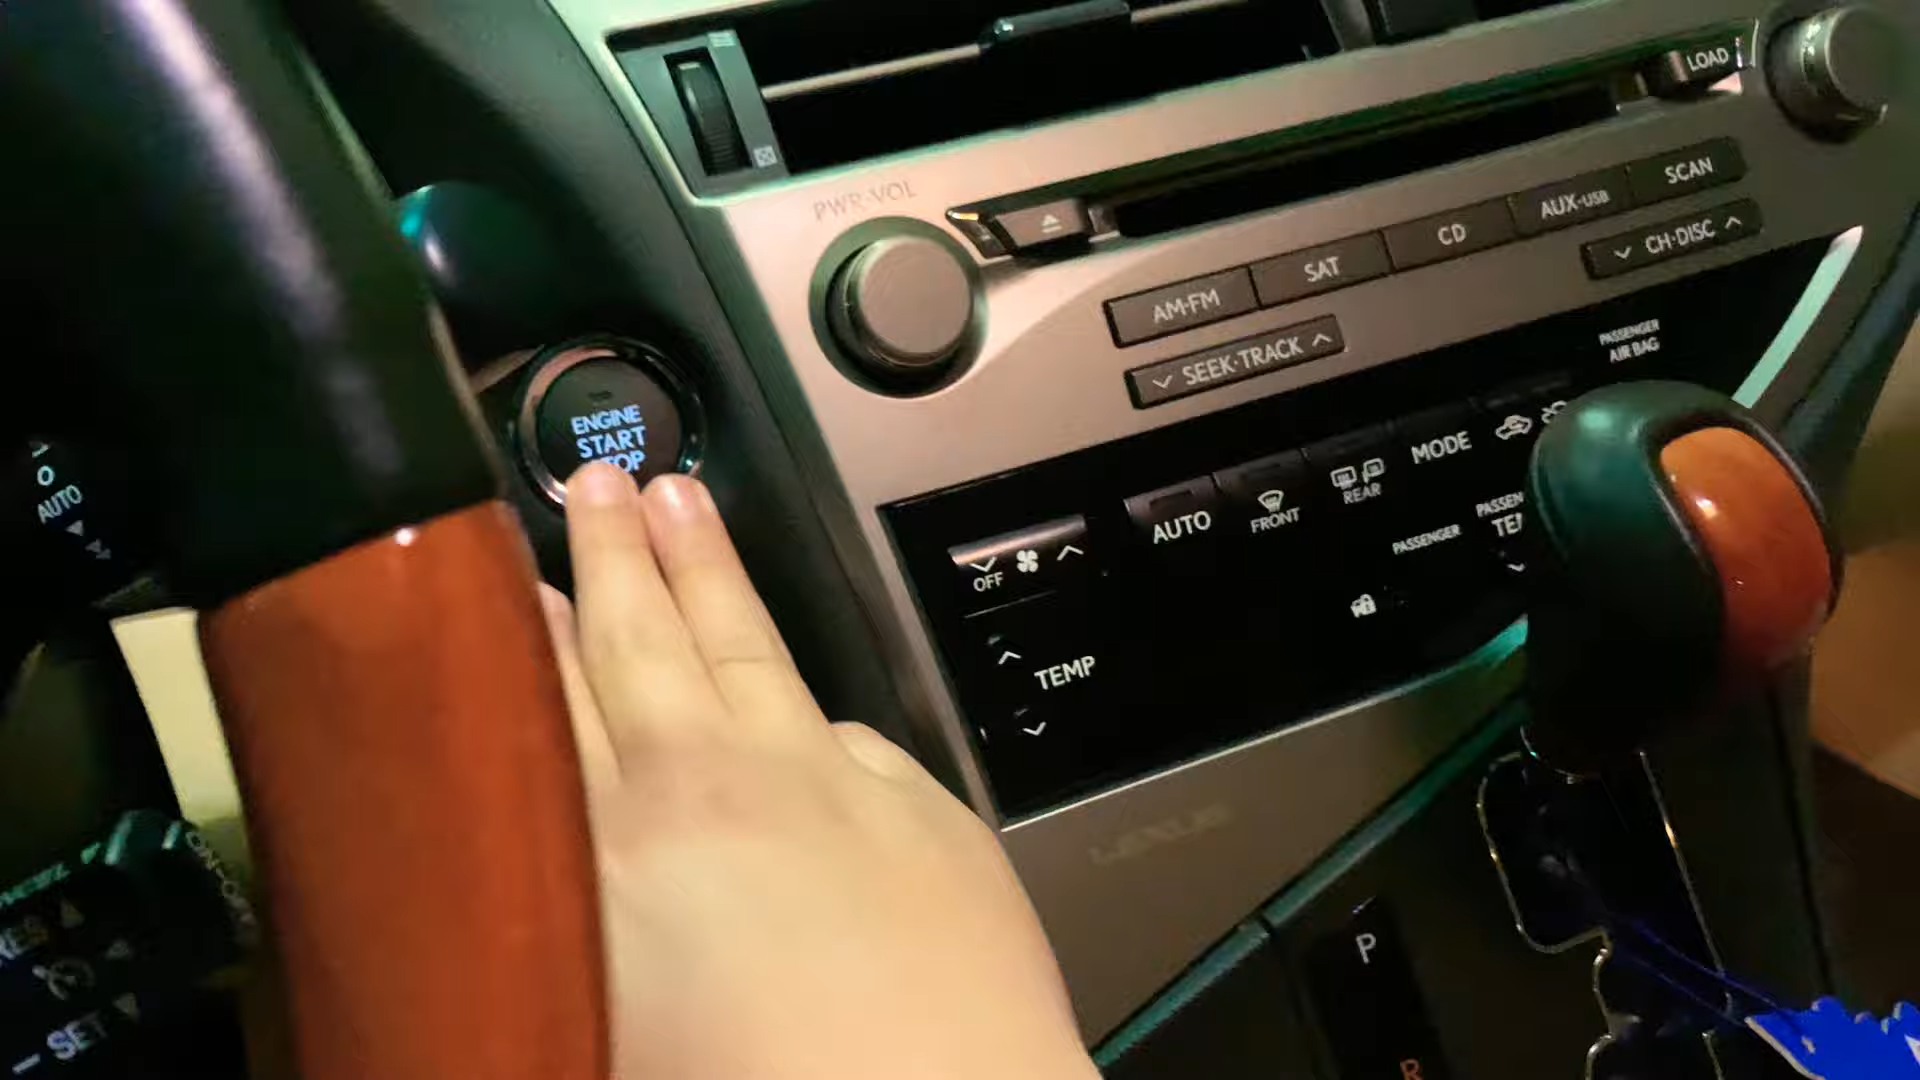 LOAD
PWR·VOL
SCAN
AUX·USB
CD
SAT
AM·FM
CH·DISC
SEEK·TRACK
PASSENGER
AIR BAG
ENGINE
START
MODE
REAR
FRONT
AUTO
OFF
PASSENGER
TEMP
AUTO
LEXUS
SET
P
R